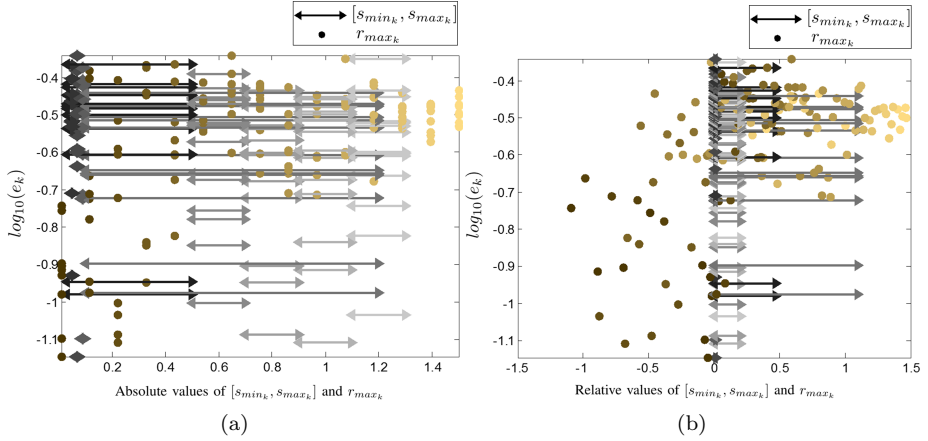 [s_{min_k}, s_{max_k}]
r_{max_k}
[s_{min_k}, s_{max_k}]
r_{max_k}
log_{10}(e_k)
-0.4
-0.5
-0.6
-0.7
-0.8
-0.9
-1
-1.1
0.2 0.4 0.6 0.8 1.0 1.2 1.4
Absolute values of [s_{min_k}, s_{max_k}] and r_{max_k}
(a)
log_{10}(e_k)
-0.4
-0.5
-0.6
-0.7
-0.8
-0.9
-1
-1.1
-1.5 -1 -0.5 0 0.5 1 1.5
Relative values of [s_{min_k}, s_{max_k}] and r_{max_k}
(b)